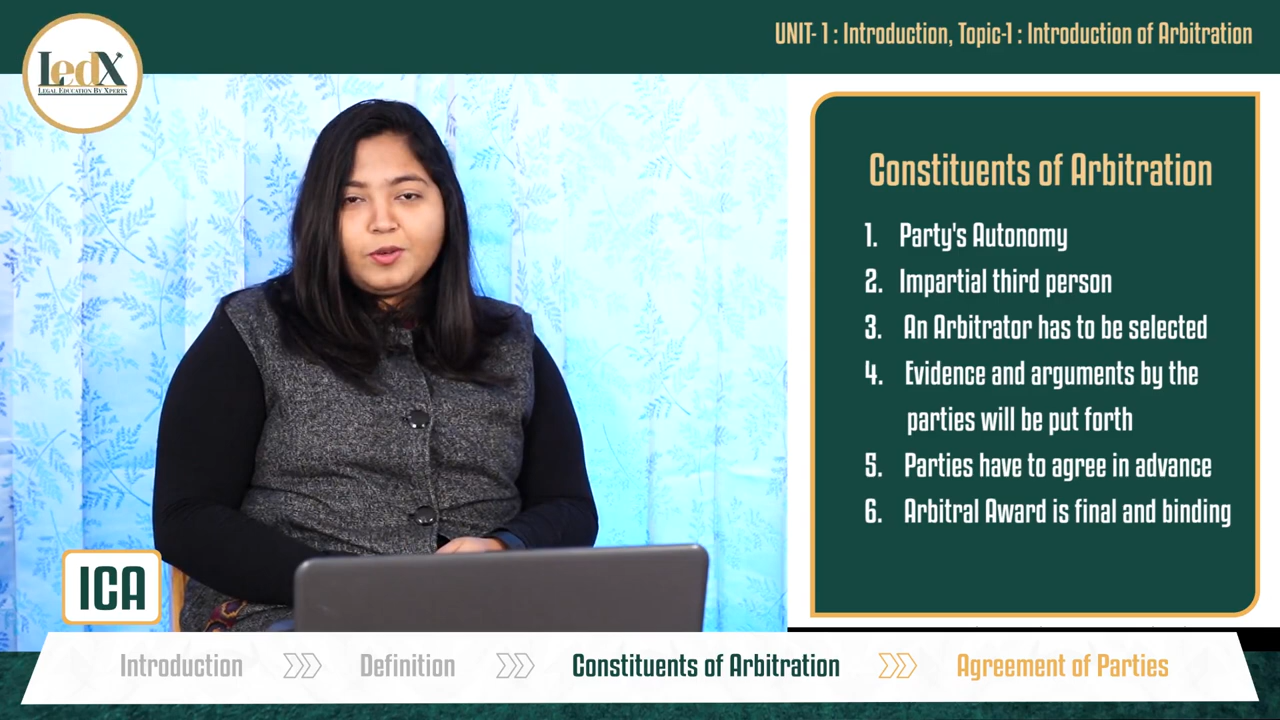 UNIT- 1 : Introduction, Topic-1 : Introduction of Arbitration
LedX
LEGAL EDUCATION BY XPERTS
Constituents of Arbitration
1. Party's Autonomy
2. Impartial third person
3. An Arbitrator has to be selected
4. Evidence and arguments by the
parties will be put forth
5. Parties have to agree in advance
6. Arbitral Award is final and binding
ICA
Introduction
Definition
Constituents of Arbitration
Agreement of Parties